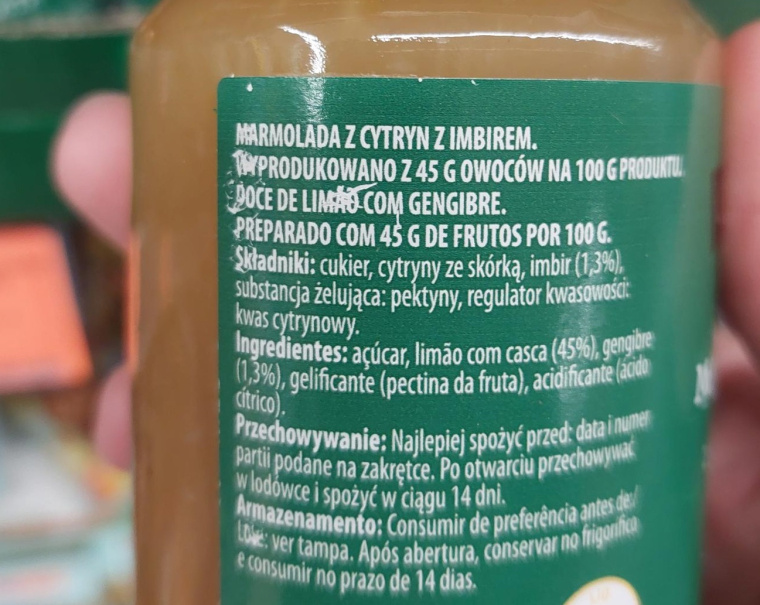 MARMOLADA Z CYTRYN Z IMBIREM.
WYPRODUKOWANO Z 45 G OWOCÓW NA 100 G PRODUKTU.
DOCE DE LIMÃO COM GENGIBRE.
PREPARADO COM 45 G DE FRUTOS POR 100 G.
Składniki: cukier, cytryny ze skórką, imbir (1,3%),
substancja żelująca: pektyny, regulator kwasowości:
kwas cytrynowy.
Ingredientes: açúcar, limão com casca (45%), gengibre
(1,3%), gelificante (pectina da fruta), acidificante (ácido
cítrico).
Przechowywanie: Najlepiej spożyć przed: data i numer
partii podane na zakrętce. Po otwarciu przechowywać
w lodówce i spożyć w ciągu 14 dni.
Armazenamento: Consumir de preferência antes de:/
Lote: ver tampa. Após abertura, conservar no frigorífico
e consumir no prazo de 14 dias.